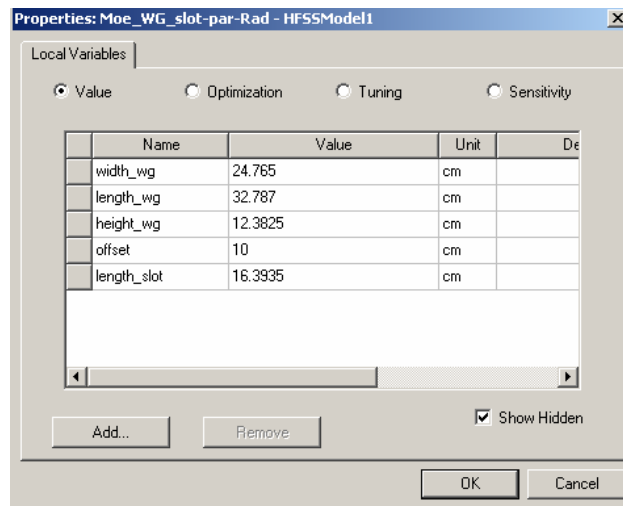 Properties: Moe_WG_slot-par-Rad - HFSSModel1
Local Variables
Value Optimization Tuning Sensitivity
Name Value Unit De
width_wg 24.765 cm
length_wg 32.787 cm
height_wg 12.3825 cm
offset 10 cm
length_slot 16.3935 cm
Show Hidden
Add... Remove
OK Cancel